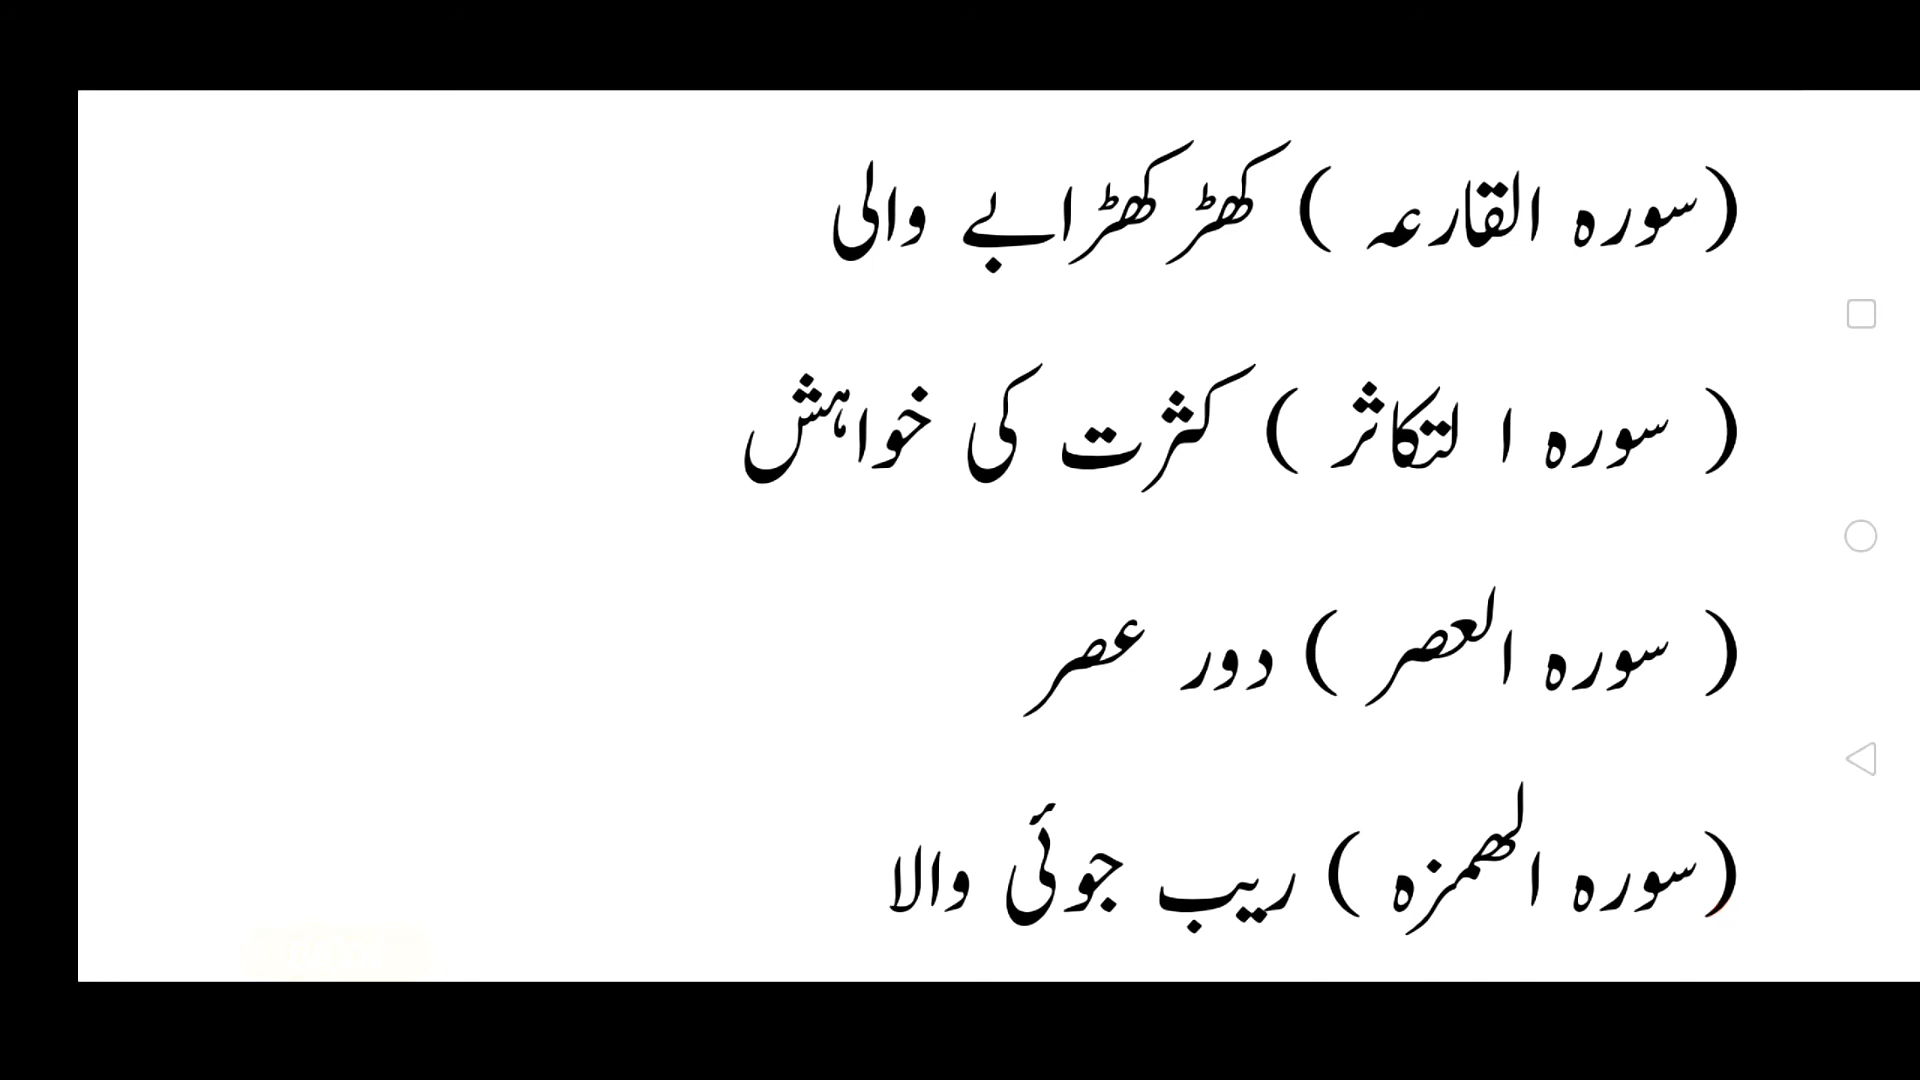 (سورہ القارعہ ) کھڑکھڑابے والی
( سورہ ا لتکاثر ) کثرت کی خواہش
( سورہ العصر ) دور عصر
(سورہ الھمزہ ) ریب جوئی والا